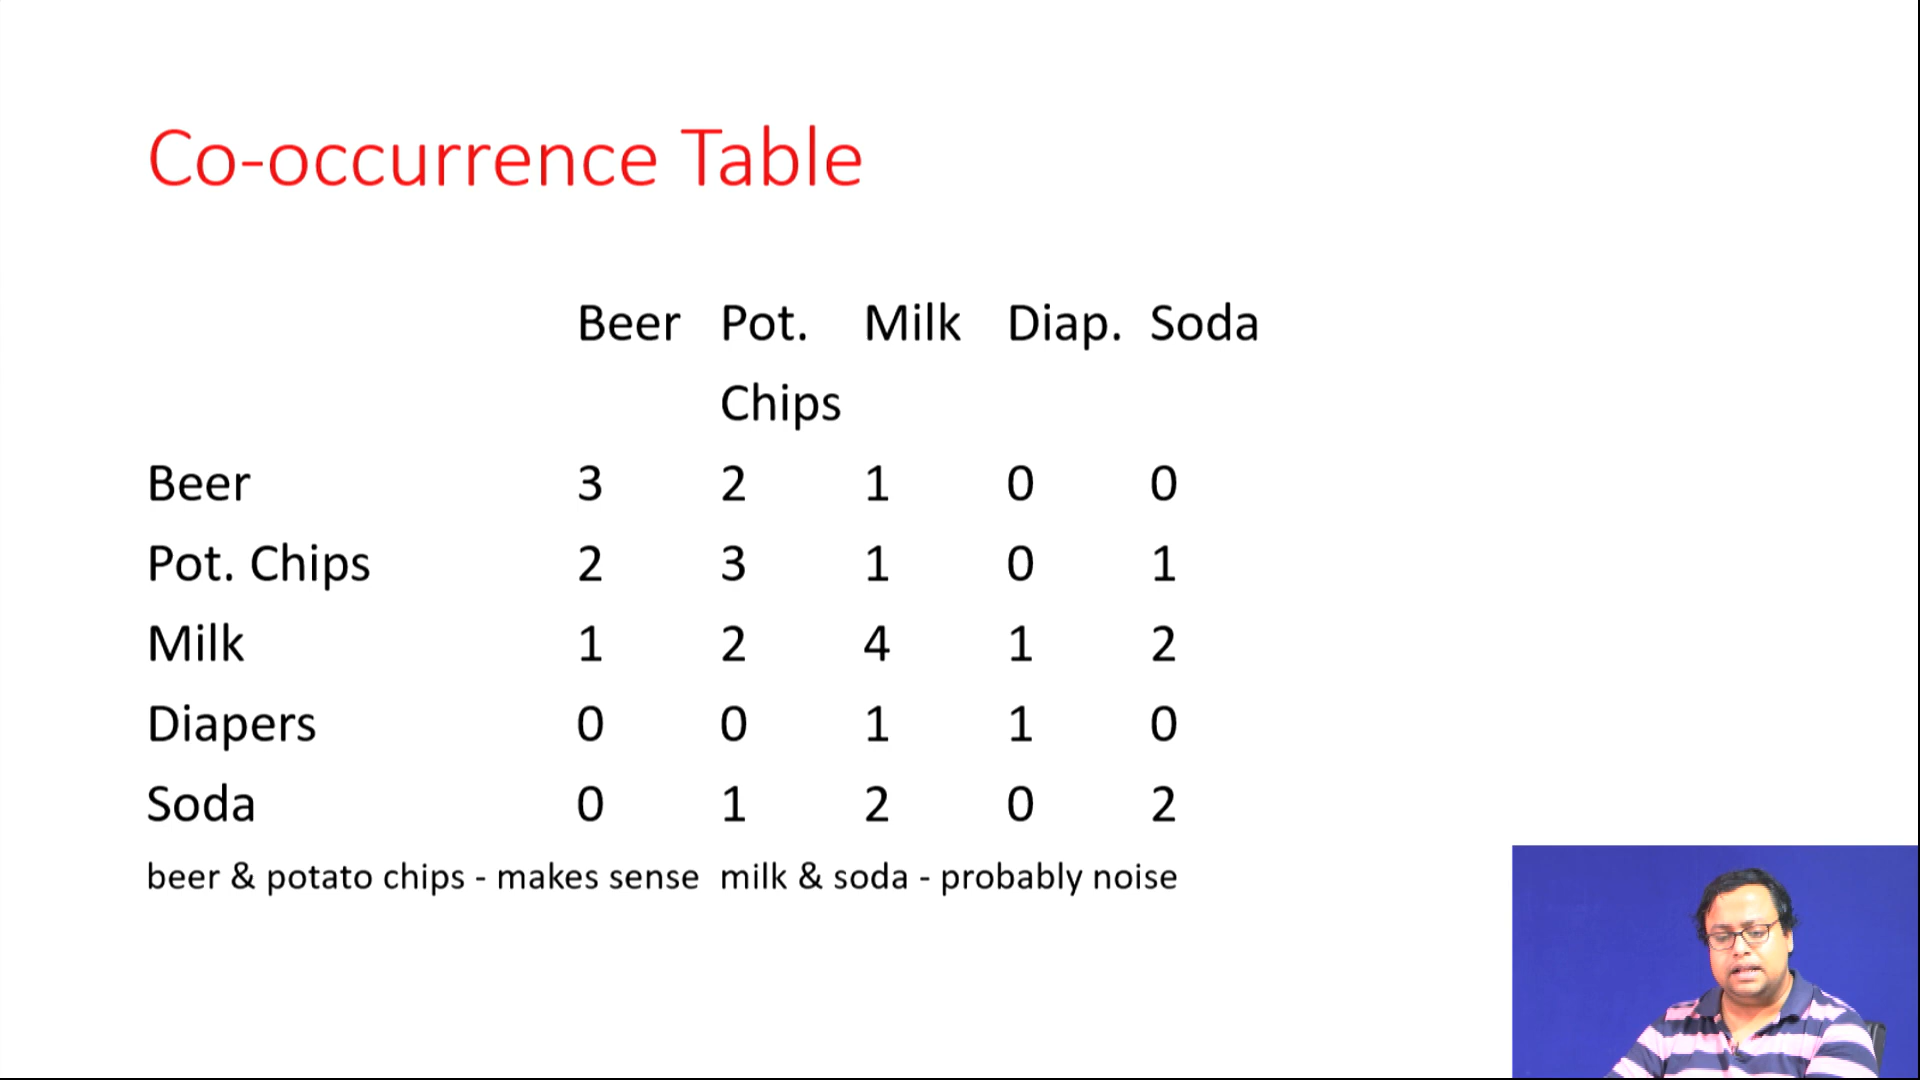 Co-occurrence Table
Beer Pot. Milk Diap. Soda
Chips
Beer 3 2 1 0 0
Pot. Chips 2 3 1 0 1
Milk 1 2 4 1 2
Diapers 0 0 1 1 0
Soda 0 1 2 0 2
beer & potato chips - makes sense milk & soda - probably noise